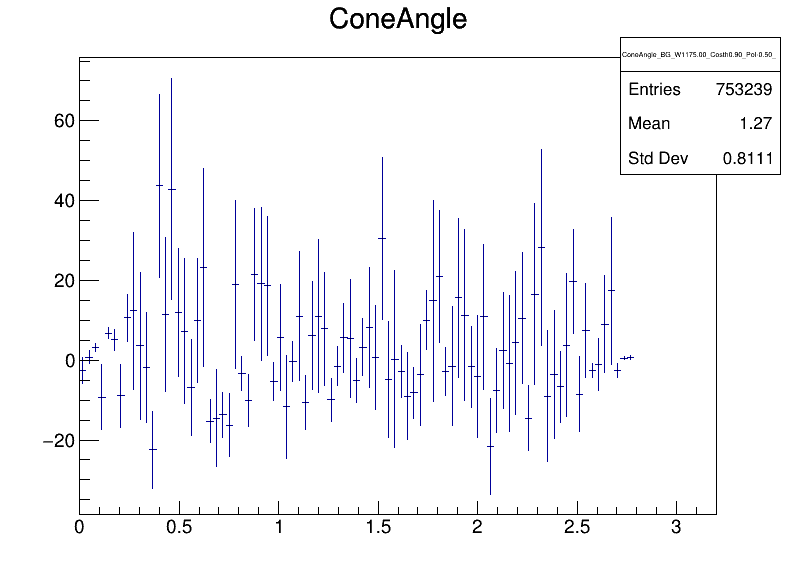 ConeAngle
ConeAngle_BG_W1175.00_Costh0.90_Pol-0.50_
Entries 753239
Mean 1.27
Std Dev 0.8111
60
40
20
0
−20
0 0.5 1 1.5 2 2.5 3